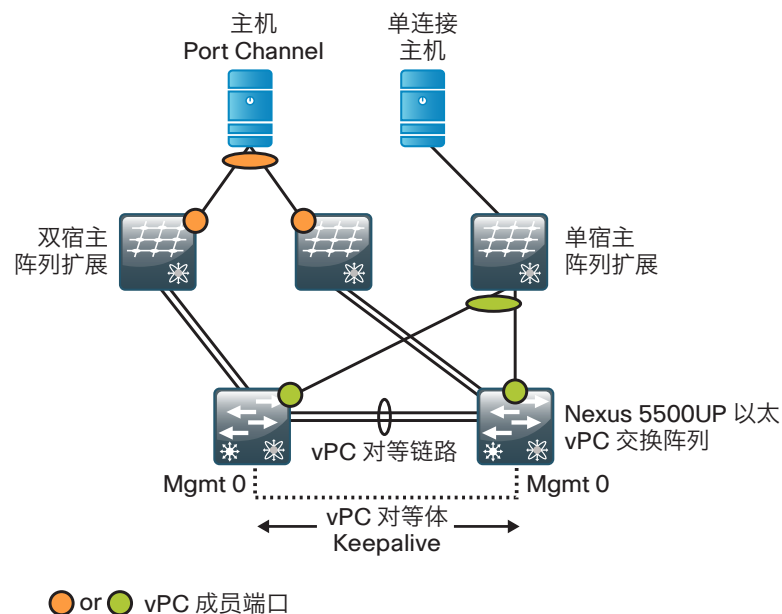 主机
Port Channel
单连接
主机
双宿主
阵列扩展
单宿主
阵列扩展
Nexus 5500UP 以太
vPC 交换阵列
vPC 对等链路
Mgmt 0
Mgmt 0
vPC 对等体
Keepalive
or
vPC 成员端口